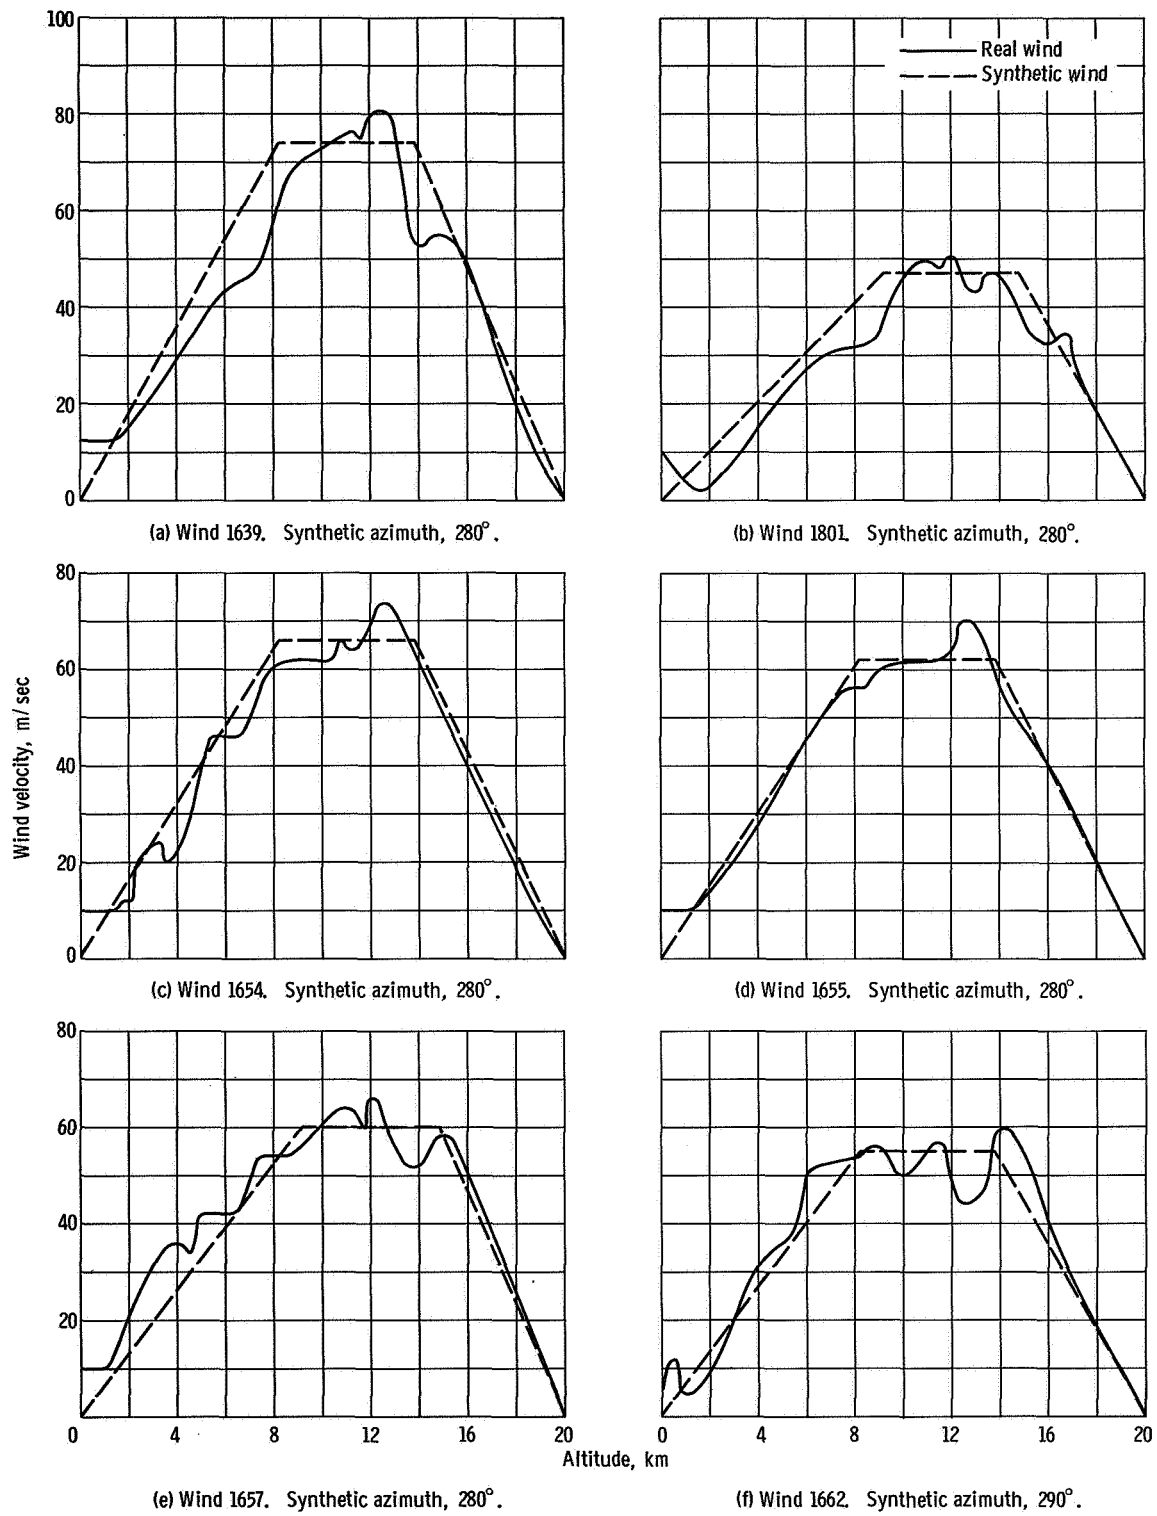 100
80
60
40
20
0
Real wind
Synthetic wind
(a) Wind 1639. Synthetic azimuth, 280°.
(b) Wind 1801. Synthetic azimuth, 280°.
80
60
40
20
0
Wind velocity, m/sec
(c) Wind 1654. Synthetic azimuth, 280°.
(d) Wind 1655. Synthetic azimuth, 280°.
80
60
40
20
0 4 8 12 16 20
0 4 8 12 16 20
Altitude, km
(e) Wind 1657. Synthetic azimuth, 280°.
(f) Wind 1662. Synthetic azimuth, 290°.